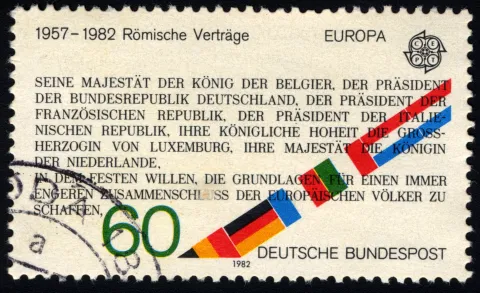 1957-1982 Römische Verträge EUROPA CEPT
SEINE MAJESTÄT DER KÖNIG DER BELGIER, DER PRÄSIDENT
DER BUNDESREPUBLIK DEUTSCHLAND, DER PRÄSIDENT DER
FRANZÖSISCHEN REPUBLIK, DER PRÄSIDENT DER ITALIE-
NISCHEN REPUBLIK, IHRE KÖNIGLICHE HOHEIT DIE GROSS-
HERZOGIN VON LUXEMBURG, IHRE MAJESTÄT DIE KÖNIGIN
DER NIEDERLANDE,
IN DEM FESTEN WILLEN, DIE GRUNDLAGEN FÜR EINEN IMMER
ENGEREN ZUSAMMENSCHLUSS DER EUROPÄISCHEN VÖLKER ZU
SCHAFFEN,
60
DEUTSCHE BUNDESPOST
1982
a